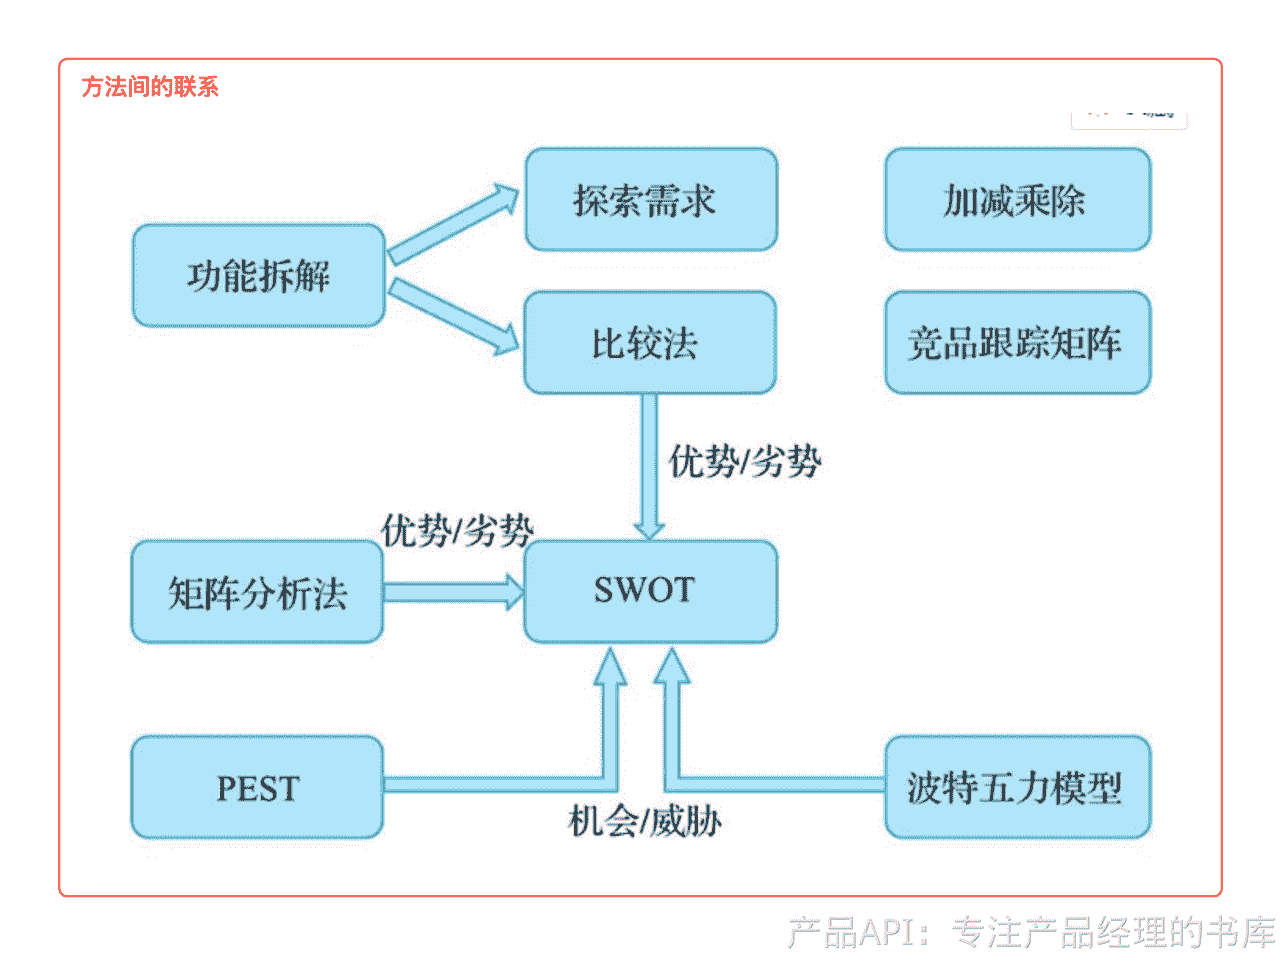 方法间的联系
探索需求
加减乘除
功能拆解
比较法
竞品跟踪矩阵
优势/劣势
优势/劣势
矩阵分析法
SWOT
PEST
波特五力模型
机会/威胁
产品API：专注产品经理的书库